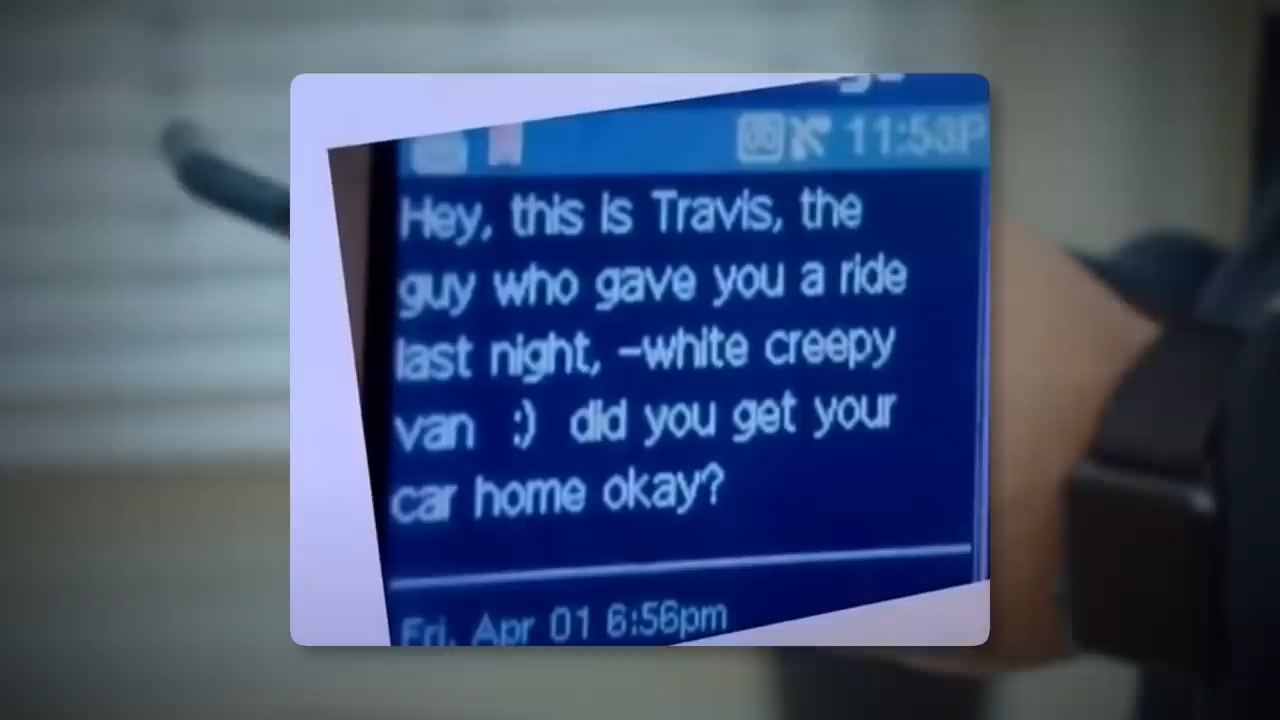 11:53P
Hey, this is Travis, the
guy who gave you a ride
last night, -white creepy
van :) did you get your
car home okay?
Fri, Apr 01 6:56pm